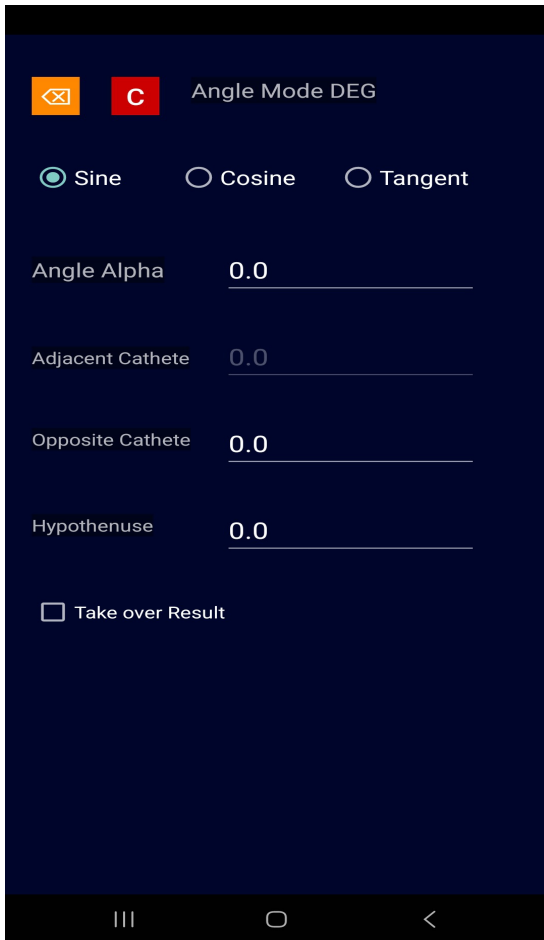 C Angle Mode DEG
Sine Cosine Tangent
Angle Alpha 0.0
Adjacent Cathete 0.0
Opposite Cathete 0.0
Hypothenuse 0.0
Take over Result